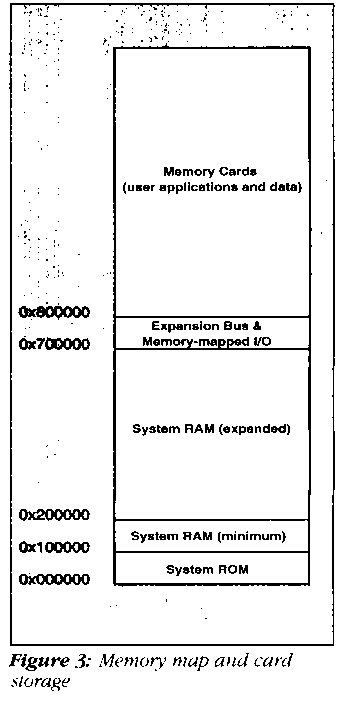 Memory Cards
(user applications and data)
0x800000
Expansion Bus &
Memory-mapped I/O
0x700000
System RAM (expanded)
0x200000
System RAM (minimum)
0x100000
System ROM
0x000000
Figure 3: Memory map and card
storage